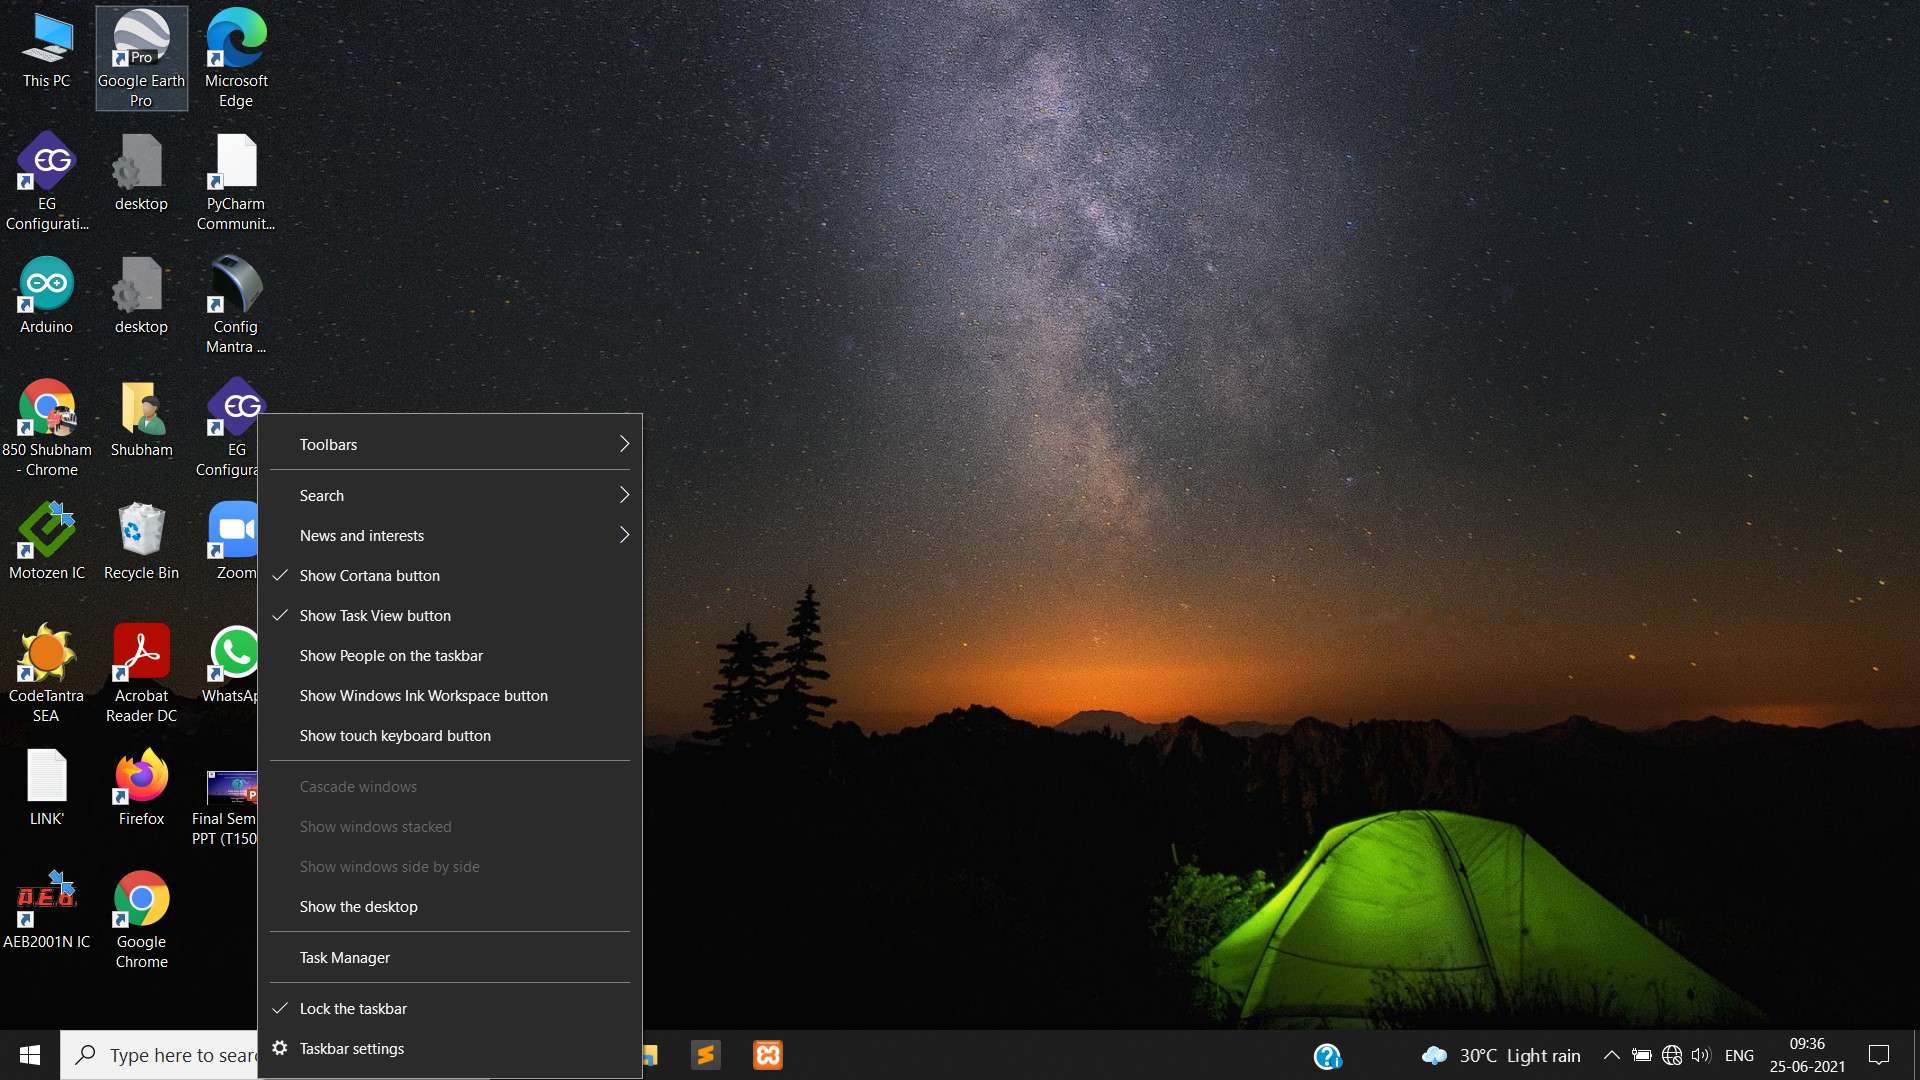 This PC
Pro
Google Earth
Pro
Microsoft
Edge
EG
EG
Configurati...
desktop
PyCharm
Communit...
Arduino
desktop
Config
Mantra ...
850 Shubham
- Chrome
Shubham
EG
EG
Configura
Motozen IC
Recycle Bin
Zoom
CodeTantra
SEA
Acrobat
Reader DC
WhatsAp
LINK'
Firefox
Final Sem
PPT (T150
A.E.B
AEB2001N IC
Google
Chrome
Toolbars
Search
News and interests
Show Cortana button
Show Task View button
Show People on the taskbar
Show Windows Ink Workspace button
Show touch keyboard button
Cascade windows
Show windows stacked
Show windows side by side
Show the desktop
Task Manager
Lock the taskbar
Taskbar settings
Type here to sear
30°C Light rain
ENG
09:36
25-06-2021